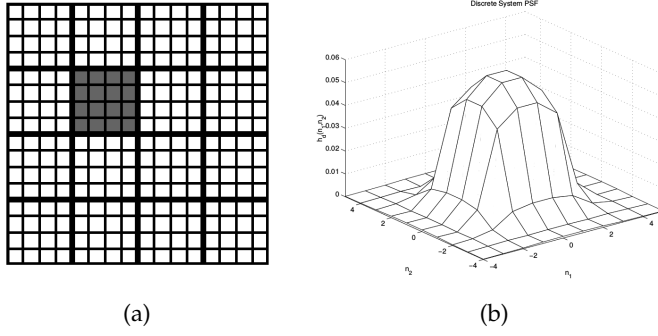 Discrete System PSF
0.06
0.05
0.04
0.03
0.02
0.01
0
h_d(n_1,n_2)
4
2
0
−2
−4
n_2
−4
−2
0
2
4
n_1
(a)
(b)